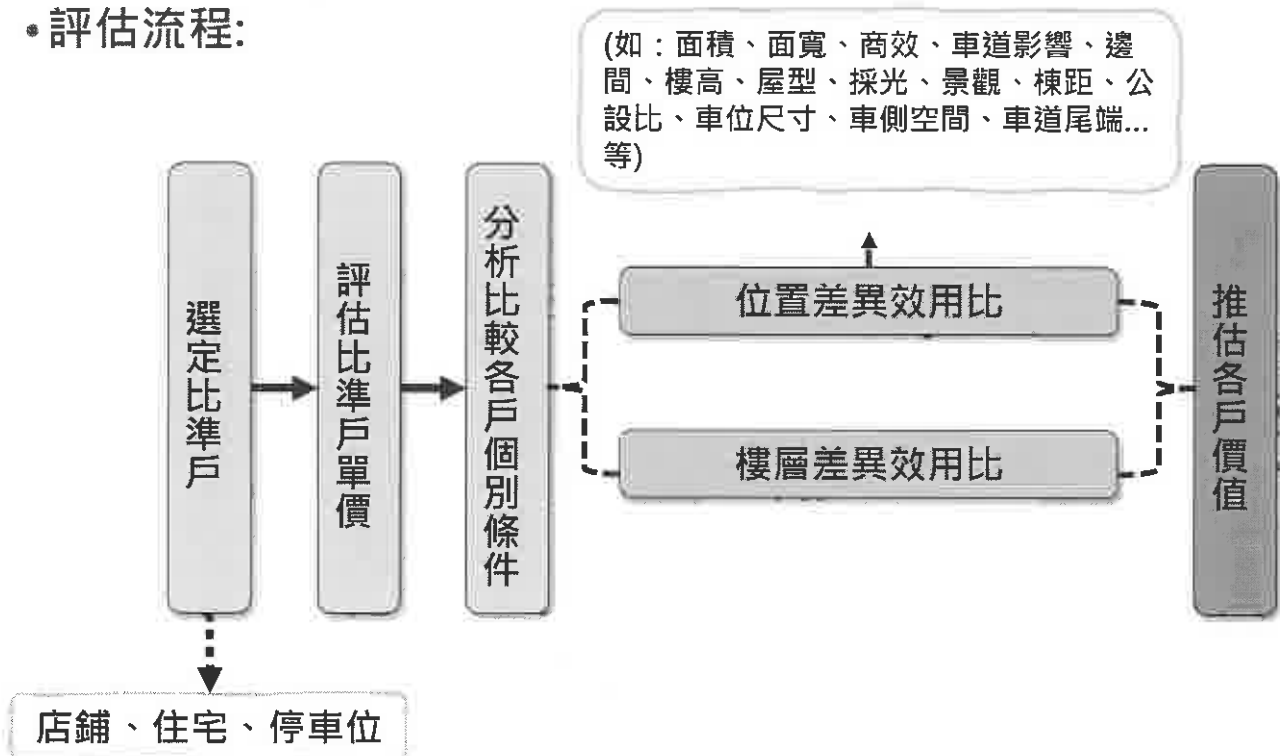 •評估流程:
(如：面積、面寬、商效、車道影響、邊
間、樓高、屋型、採光、景觀、棟距、公
設比、車位尺寸、車側空間、車道尾端...
等)
選定比準戶
評估比準戶單價
分析比較各戶個別條件
位置差異效用比
樓層差異效用比
推估各戶價值
店鋪、住宅、停車位